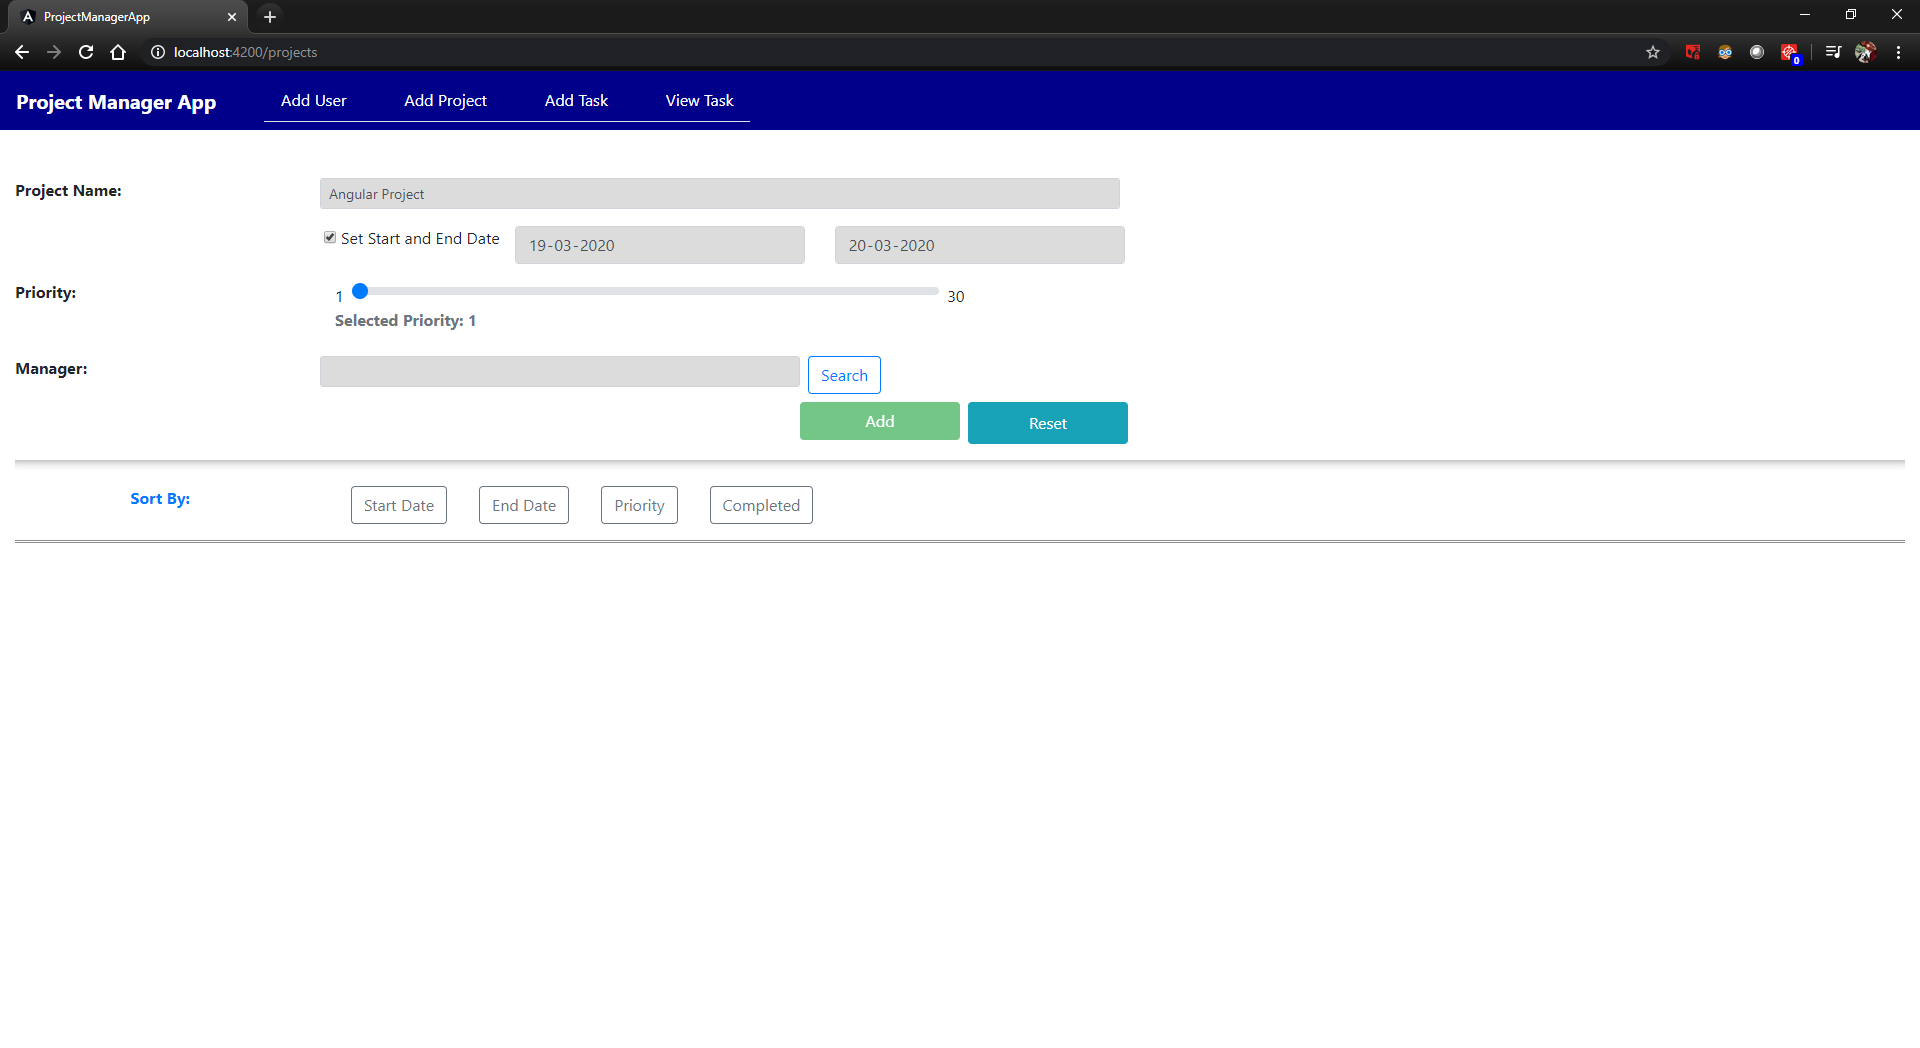 ProjectManagerApp
localhost:4200/projects
0
Project Manager App Add User Add Project Add Task View Task
Project Name: Angular Project
Set Start and End Date 19-03-2020 20-03-2020
Priority: 1 30
Selected Priority: 1
Manager: Search
Add Reset
Sort By: Start Date End Date Priority Completed